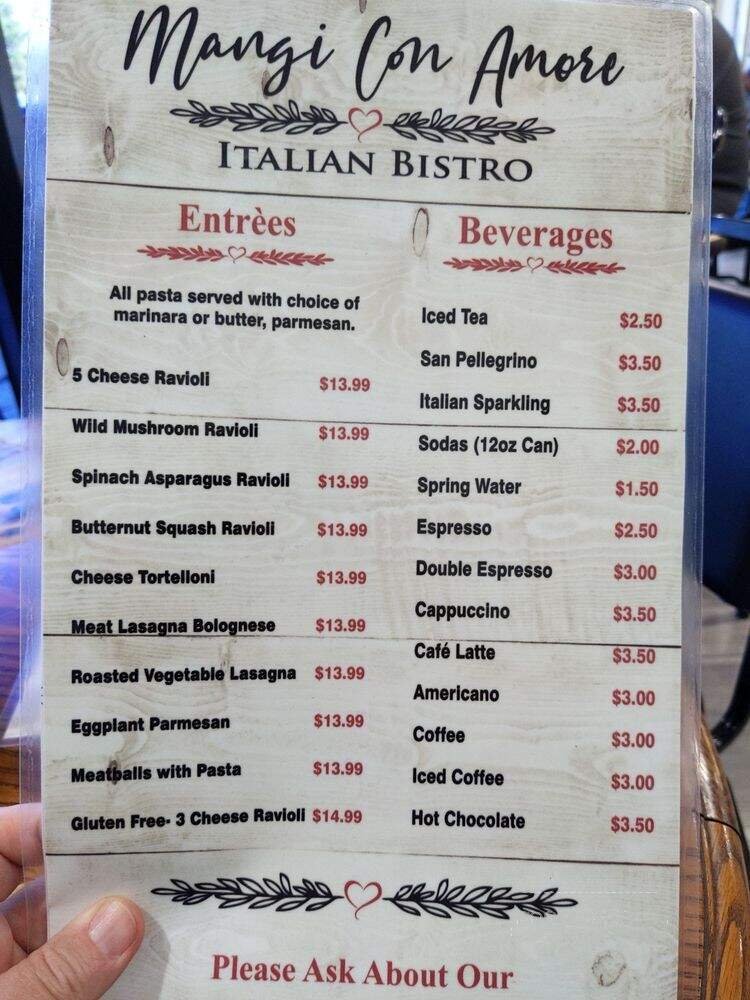 Mangi Con Amore
ITALIAN BISTRO
Entrèes
All pasta served with choice of
marinara or butter, parmesan.
5 Cheese Ravioli $13.99
Wild Mushroom Ravioli $13.99
Spinach Asparagus Ravioli $13.99
Butternut Squash Ravioli $13.99
Cheese Tortelloni $13.99
Meat Lasagna Bolognese $13.99
Roasted Vegetable Lasagna $13.99
Eggplant Parmesan $13.99
Meatballs with Pasta $13.99
Gluten Free- 3 Cheese Ravioli $14.99
Beverages
Iced Tea $2.50
San Pellegrino $3.50
Italian Sparkling $3.50
Sodas (12oz Can) $2.00
Spring Water $1.50
Espresso $2.50
Double Espresso $3.00
Cappuccino $3.50
Café Latte $3.50
Americano $3.00
Coffee $3.00
Iced Coffee $3.00
Hot Chocolate $3.50
Please Ask About Our